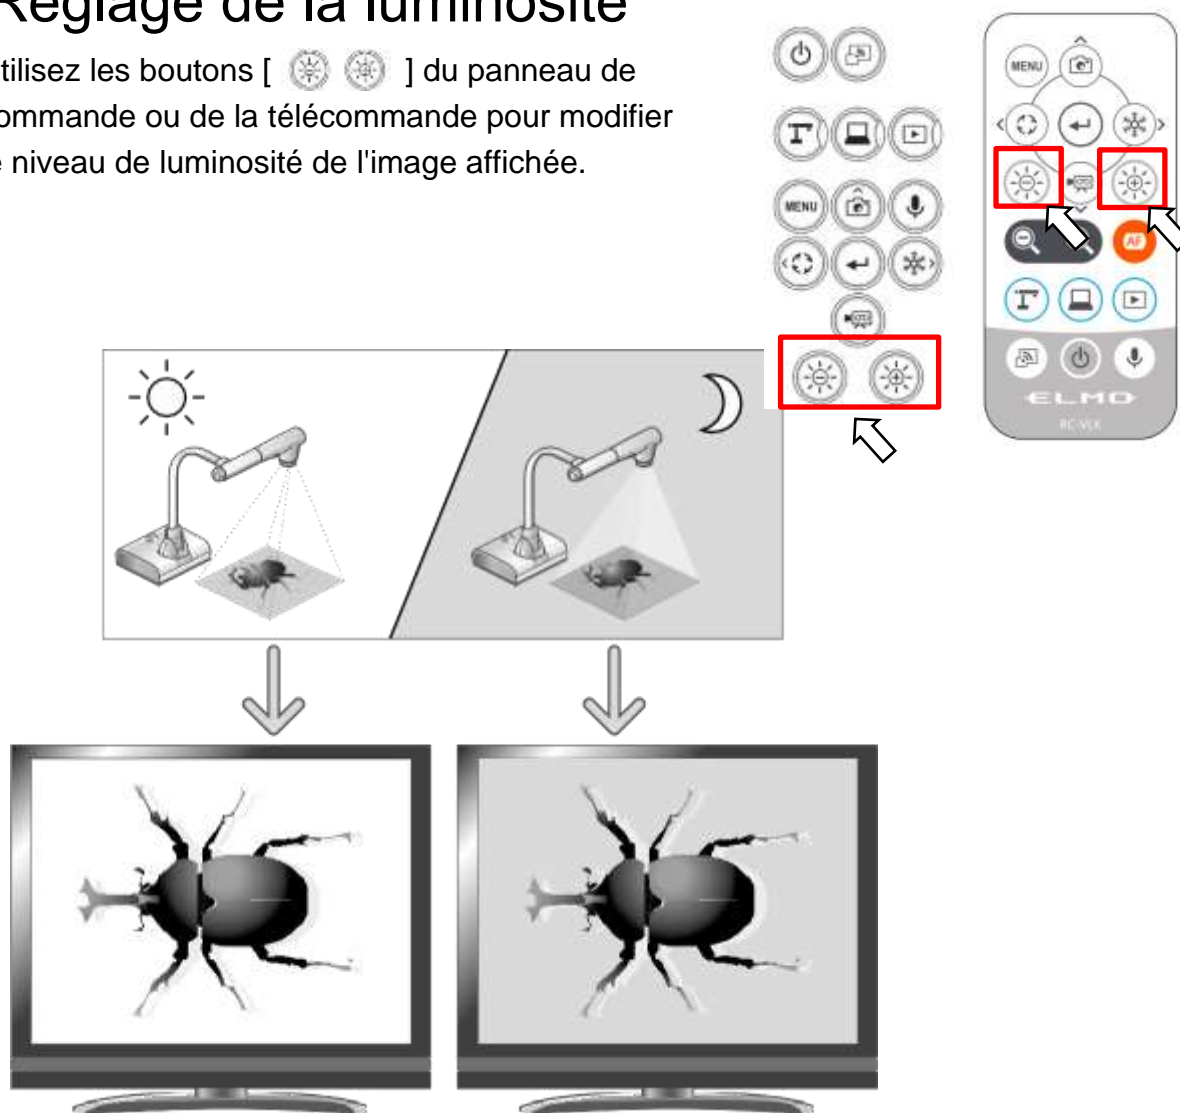 Réglage de la luminosité
tilisez les boutons [ ] du panneau de
ommande ou de la télécommande pour modifier
e niveau de luminosité de l'image affichée.
MENU
MENU
AF
ELMO
RC-VLX